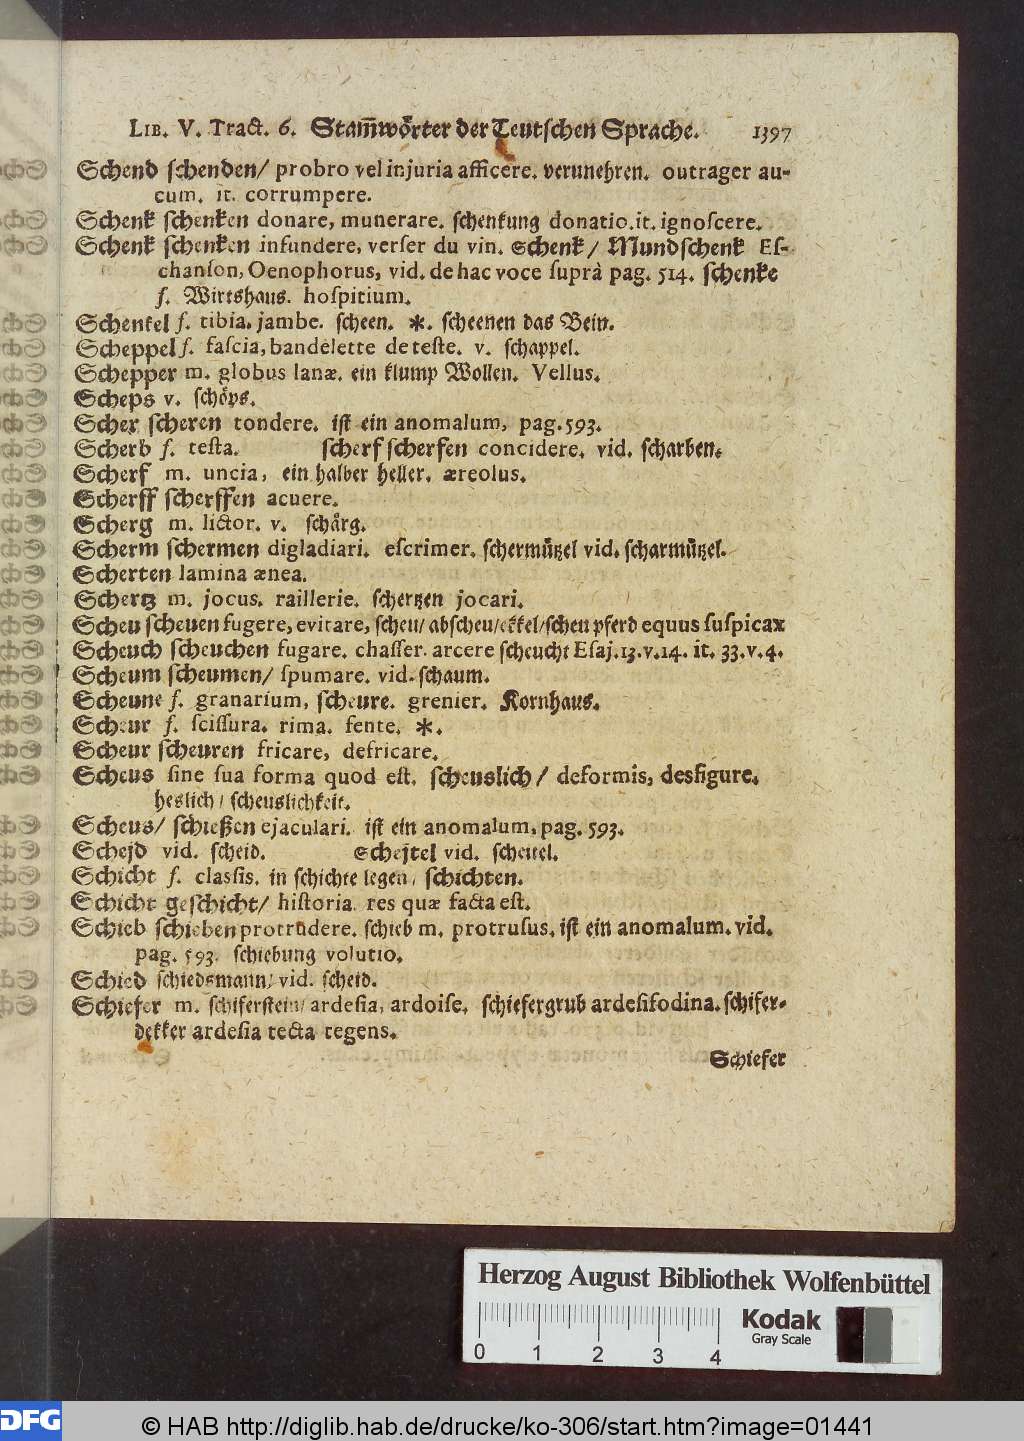 LIB. V. Tract. 6. Stam̃wörter der Teutschen Sprache. 1397
Schend schenden/ probro vel injuria afficere. verunehren. outrager au-
cum. it. corrumpere.
Schenk schenken donare, munerare. schenkung donatio. it. ignoscere.
Schenk schenken infundere, verser du vin. Schenk/ Mundschenk Es-
chanson, Oenophorus, vid. de hac voce suprà pag. 514. schenke
f. Wirtshaus. hospitium.
Schenkel f. tibia. jambe. scheen. *. scheenen das Bein.
Scheppel f. fascia, bandelette de teste. v. schappel.
Schepper m. globus lanæ. ein klump Wollen. Vellus.
Scheps v. schöps.
Scher scheren tondere. ist ein anomalum, pag. 593.
Scherb f. testa. scherf scherfen concidere. vid. scharben.
Scherf m. uncia, ein halber heller. æreolus.
Scherff scherffen acuere.
Scherg m. lictor. v. schärg.
Scherm schermen digladiari. escrimer. schermützel vid. scharmützel.
Scherten lamina ænea.
Schertz m. jocus. raillerie. schertzen jocari.
Scheu scheuen fugere, evitare, scheu/ abscheu/ ekkel/ scheu pferd equus suspicax
Scheuch scheuchen fugare. chasser. arcere scheucht Esaj. 13. v. 14. it. 33. v. 4.
Scheum scheumen/ spumare. vid. schaum.
Scheune f. granarium, scheure. grenier. Kornhaus.
Scheur f. scissura. rima. fente. *.
Scheur scheuren fricare, defricare.
Scheus sine sua forma quod est. scheuslich/ deformis, desfigure.
heslich/ scheuslichkeit.
Scheus/ schießen ejaculari. ist ein anomalum, pag. 593.
Schejd vid. scheid. Schejtel vid. scheitel.
Schicht f. classis. in schichte legen/ schichten.
Schicht geschicht/ historia. res quæ facta est.
Schieb schieben protrudere. schieb m. protrusus. ist ein anomalum. vid.
pag. 593. schiebung volutio.
Schied schiedsmann/ vid. scheid.
Schiefer m. schiferstein/ ardesia, ardoise. schiefergrub ardesifodina. schifer-
dekker ardesia tecta tegens.
Schiefer
Herzog August Bibliothek Wolfenbüttel
0 1 2 3 4
Kodak
Gray Scale
DFG
© HAB http://diglib.hab.de/drucke/ko-306/start.htm?image=01441